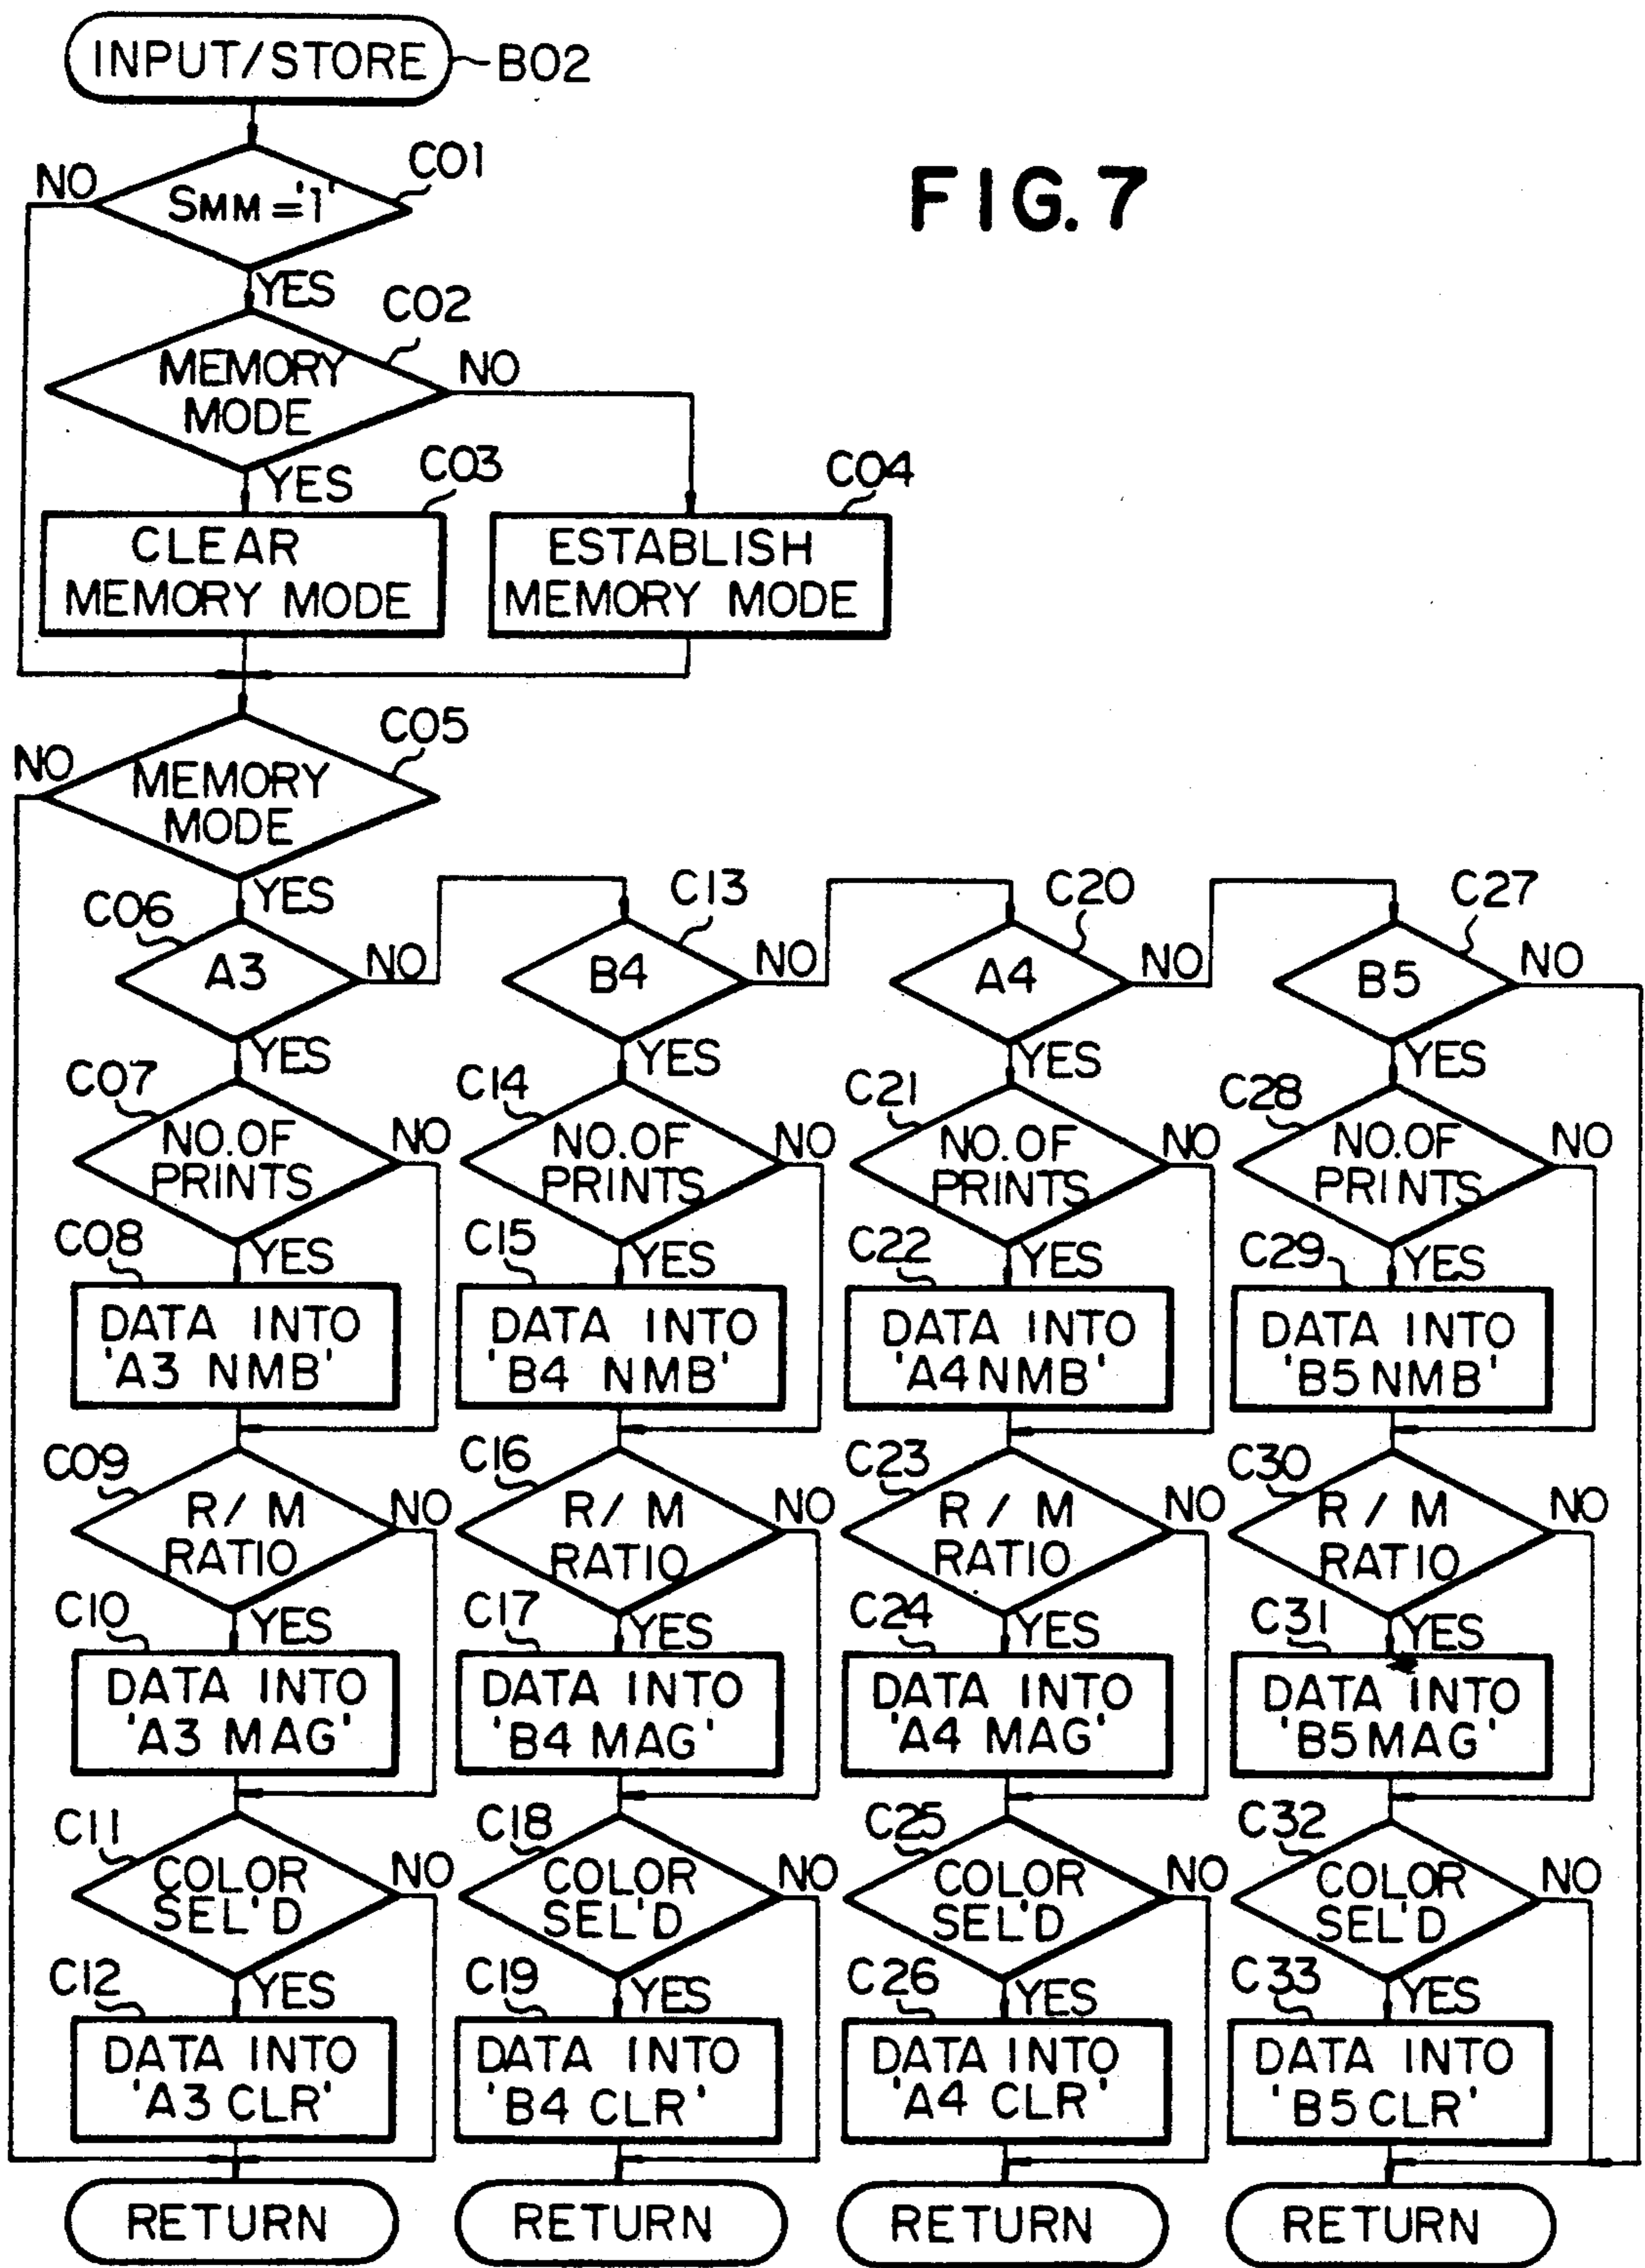 INPUT/STORE
B02
FIG. 7
C01
NO
SMM='1'
YES
C02
MEMORY
MODE
NO
YES
C03
CLEAR
MEMORY MODE
C04
ESTABLISH
MEMORY MODE
C05
NO
MEMORY
MODE
YES
C06
A3
NO
YES
C07
NO. OF
PRINTS
NO
YES
C08
DATA INTO
'A3 NMB'
C09
R/M
RATIO
NO
YES
C10
DATA INTO
'A3 MAG'
C11
COLOR
SEL'D
NO
YES
C12
DATA INTO
'A3 CLR'
RETURN
C13
B4
NO
YES
C14
NO. OF
PRINTS
NO
YES
C15
DATA INTO
'B4 NMB'
C16
R/M
RATIO
NO
YES
C17
DATA INTO
'B4 MAG'
C18
COLOR
SEL'D
NO
YES
C19
DATA INTO
'B4 CLR'
RETURN
C20
A4
NO
YES
C21
NO. OF
PRINTS
NO
YES
C22
DATA INTO
'A4 NMB'
C23
R/M
RATIO
NO
YES
C24
DATA INTO
'A4 MAG'
C25
COLOR
SEL'D
NO
YES
C26
DATA INTO
'A4 CLR'
RETURN
C27
B5
NO
YES
C28
NO. OF
PRINTS
NO
YES
C29
DATA INTO
'B5 NMB'
C30
R/M
RATIO
NO
YES
C31
DATA INTO
'B5 MAG'
C32
COLOR
SEL'D
NO
YES
C33
DATA INTO
'B5 CLR'
RETURN